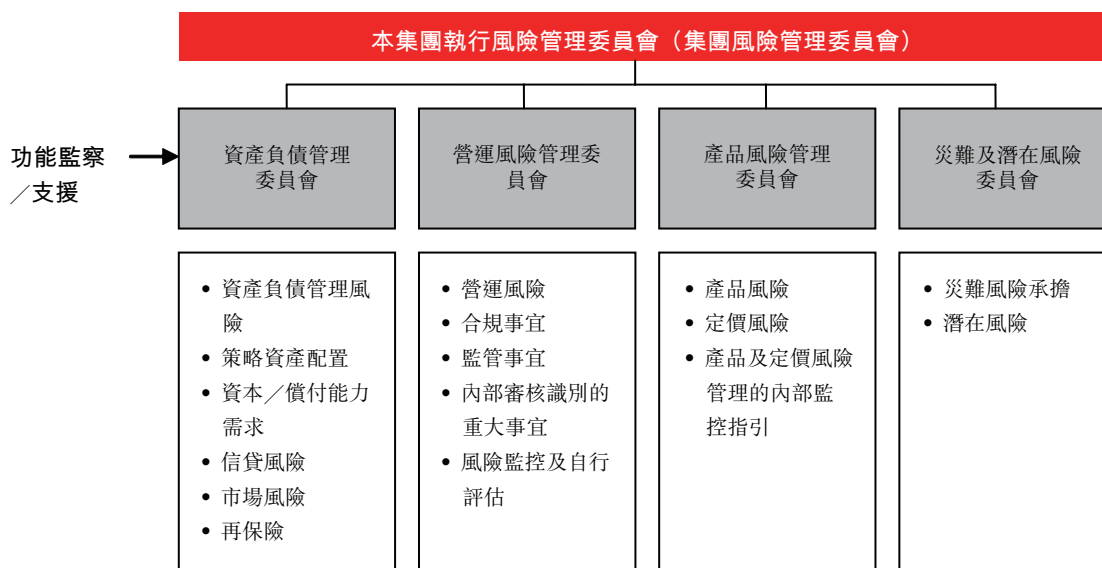 本集團執行風險管理委員會（集團風險管理委員會）
功能監察
／支援
資產負債管理
委員會
營運風險管理委
員會
產品風險管理
委員會
災難及潛在風險
委員會
• 資產負債管理風
險
• 策略資產配置
• 資本／償付能力
需求
• 信貸風險
• 市場風險
• 再保險
• 營運風險
• 合規事宜
• 監管事宜
• 內部審核識別的
重大事宜
• 風險監控及自行
評估
• 產品風險
• 定價風險
• 產品及定價風險
管理的內部監
控指引
• 災難風險承擔
• 潛在風險